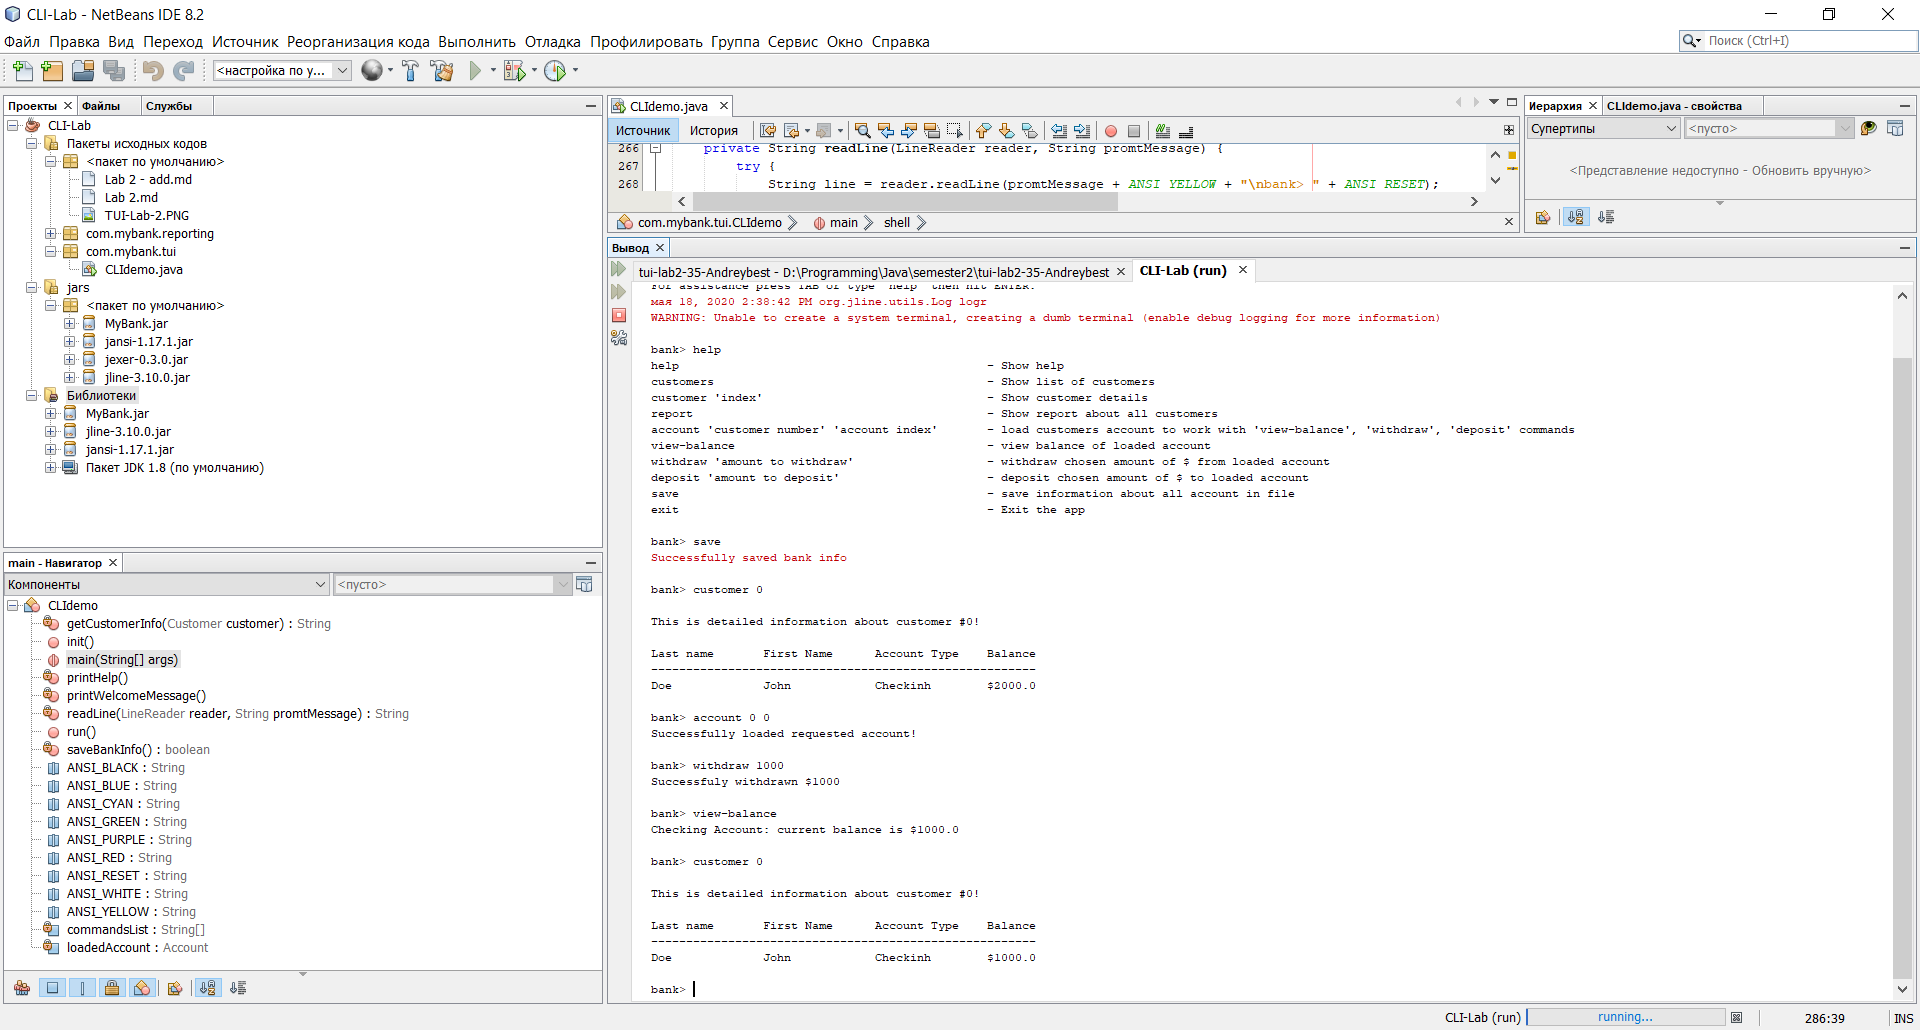 CLI-Lab - NetBeans IDE 8.2
Файл Правка Вид Переход Источник Реорганизация кода Выполнить Отладка Профилировать Группа Сервис Окно Справка
Поиск (Ctrl+I)
<настройка по у...
Проекты Файлы Службы
CLI-Lab
Пакеты исходных кодов
<пакет по умолчанию>
Lab 2 - add.md
Lab 2.md
TUI-Lab-2.PNG
com.mybank.reporting
com.mybank.tui
CLIdemo.java
jars
<пакет по умолчанию>
MyBank.jar
jansi-1.17.1.jar
jexer-0.3.0.jar
jline-3.10.0.jar
Библиотеки
MyBank.jar
jline-3.10.0.jar
jansi-1.17.1.jar
Пакет JDK 1.8 (по умолчанию)
main - Навигатор
Компоненты
<пусто>
CLIdemo
getCustomerInfo(Customer customer) : String
init()
main(String[] args)
printHelp()
printWelcomeMessage()
readLine(LineReader reader, String promtMessage) : String
run()
saveBankInfo() : boolean
ANSI_BLACK : String
ANSI_BLUE : String
ANSI_CYAN : String
ANSI_GREEN : String
ANSI_PURPLE : String
ANSI_RED : String
ANSI_RESET : String
ANSI_WHITE : String
ANSI_YELLOW : String
commandsList : String[]
loadedAccount : Account
CLIdemo.java
Источник История
266 private String readLine(LineReader reader, String promtMessage) {
267 try {
268 String line = reader.readLine(promtMessage + ANSI_YELLOW + "\nbank> " + ANSI_RESET);
com.mybank.tui.CLIdemo main shell
Иерархия CLIdemo.java - свойства
Супертипы
<пусто>
<Представление недоступно - Обновить вручную>
Вывод
tui-lab2-35-Andreybest - D:\Programming\Java\semester2\tui-lab2-35-Andreybest CLI-Lab (run)
For assistance press TAB or type "help" then hit ENTER.
мая 18, 2020 2:38:42 PM org.jline.utils.Log logr
WARNING: Unable to create a system terminal, creating a dumb terminal (enable debug logging for more information)
bank> help
help - Show help
customers - Show list of customers
customer 'index' - Show customer details
report - Show report about all customers
account 'customer number' 'account index' - load customers account to work with 'view-balance', 'withdraw', 'deposit' commands
view-balance - view balance of loaded account
withdraw 'amount to withdraw' - withdraw chosen amount of $ from loaded account
deposit 'amount to deposit' - deposit chosen amount of $ to loaded account
save - save information about all account in file
exit - Exit the app
bank> save
Successfully saved bank info
bank> customer 0
This is detailed information about customer #0!
Last name First Name Account Type Balance
-------------------------------------------------------
Doe John Checkinh $2000.0
bank> account 0 0
Successfully loaded requested account!
bank> withdraw 1000
Successfuly withdrawn $1000
bank> view-balance
Checking Account: current balance is $1000.0
bank> customer 0
This is detailed information about customer #0!
Last name First Name Account Type Balance
-------------------------------------------------------
Doe John Checkinh $1000.0
bank>
CLI-Lab (run) running... 286:39 INS